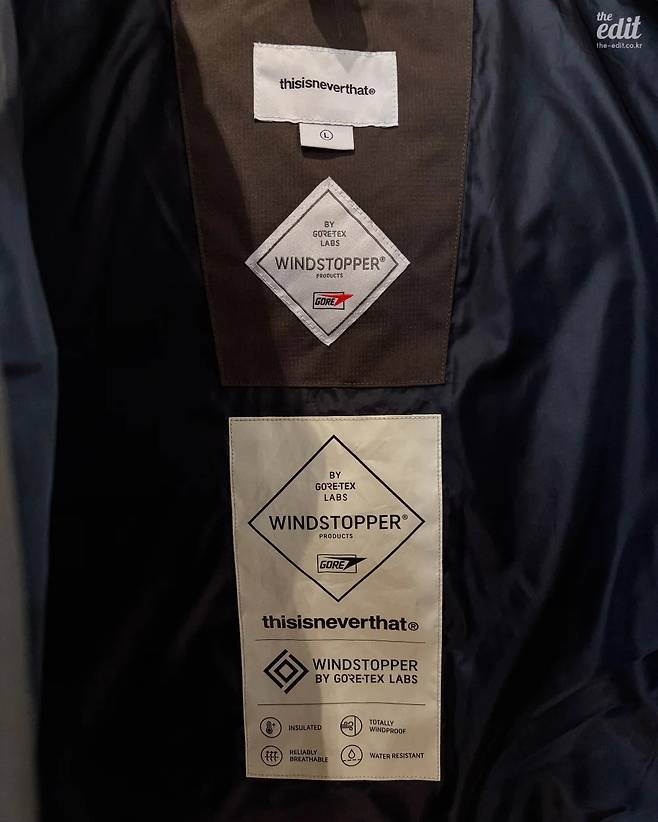 the
edit
the-edit.co.kr
thisisneverthat®
L
BY
GORE-TEX
LABS
WINDSTOPPER®
PRODUCTS
GORE
BY
GORE-TEX
LABS
WINDSTOPPER®
PRODUCTS
GORE
thisisneverthat®
WINDSTOPPER
BY GORE-TEX LABS
INSULATED
TOTALLY
WINDPROOF
RELIABLY
BREATHABLE
WATER RESISTANT